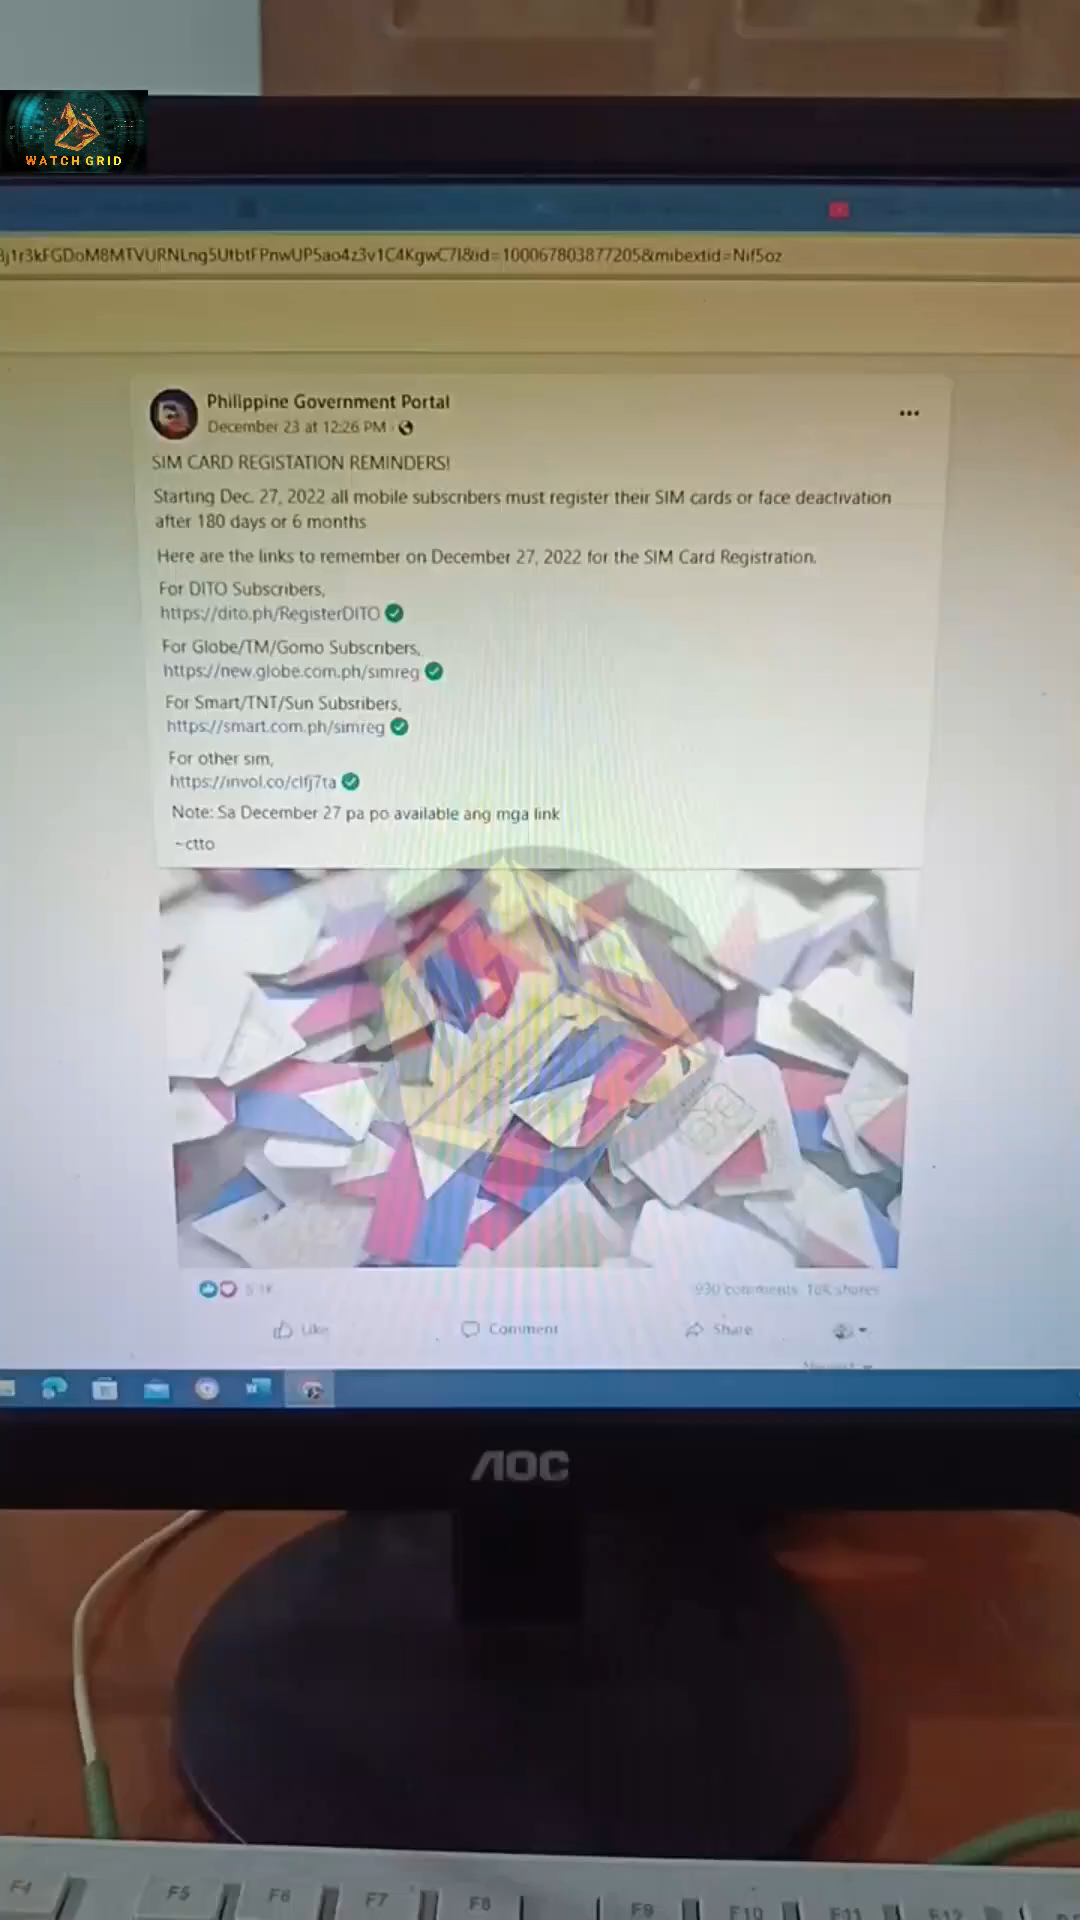 WATCH GRID
Philippine Government Portal
December 23 at 12:26 PM
SIM CARD REGISTATION REMINDERS!
Starting Dec. 27, 2022 all mobile subscribers must register their SIM cards or face deactivation
after 180 days or 6 months
Here are the links to remember on December 27, 2022 for the SIM Card Registration.
For DITO Subscribers,
https://dito.ph/RegisterDITO
For Globe/TM/Gomo Subscribers,
https://new.globe.com.ph/simreg
For Smart/TNT/Sun Subsribers,
https://smart.com.ph/simreg
For other sim,
https://invol.co/clfj7ta
Note: Sa December 27 pa po available ang mga link
~ctto
930 comments shares
Like Comment Share
AOC
F4 F5 F6 F7 F8 F9 F10 F11 F12